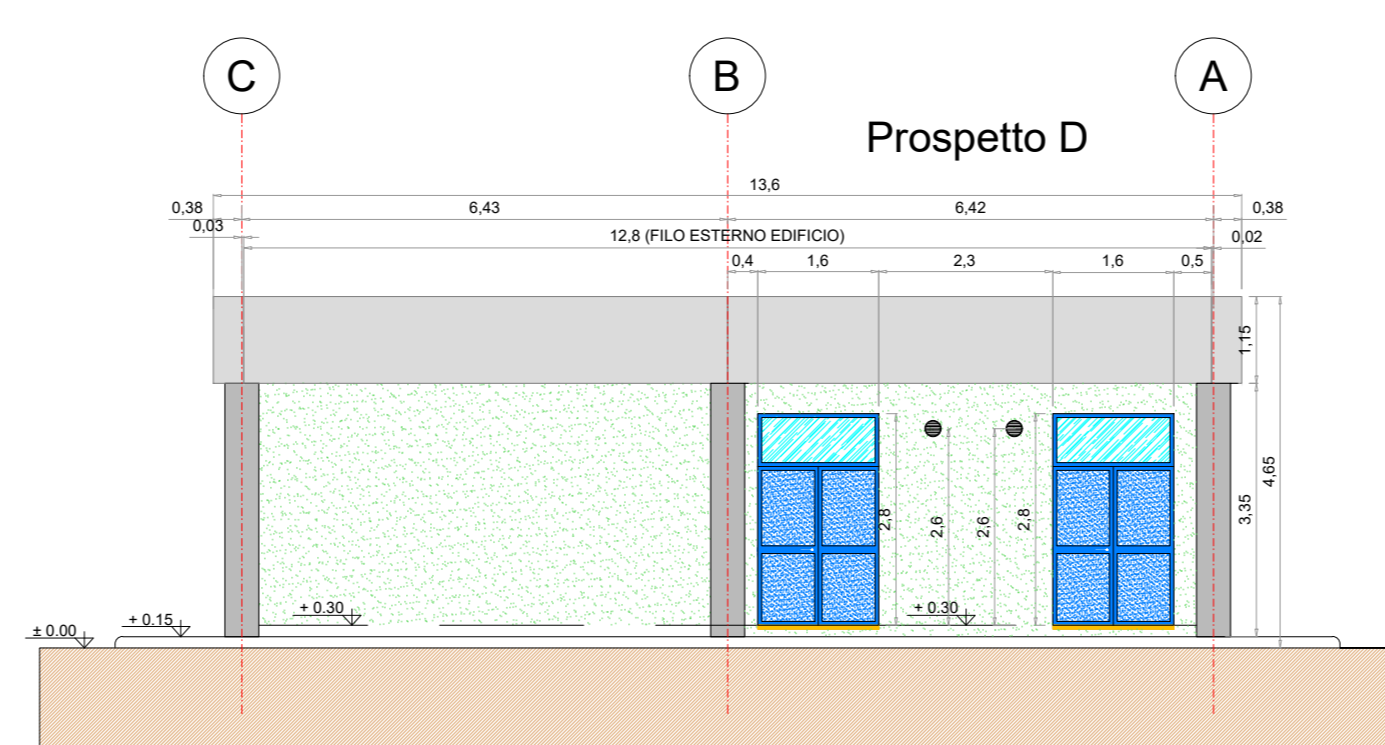 C B A
Prospetto D
13,6
0,38 6,43 6,42 0,38
0,03 12,8 (FILO ESTERNO EDIFICIO) 0,02
0,4 1,6 2,3 1,6 0,5
1,15
4,65
3,35
2,8 2,6 2,6 2,8
+ 0.30 + 0.30
+ 0.15
± 0.00